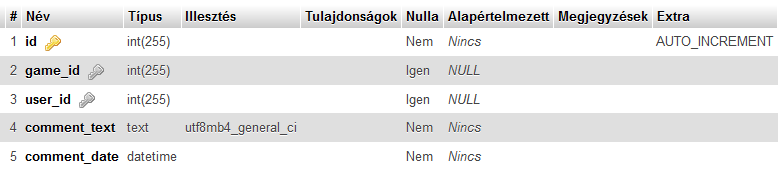 # Név Típus Illesztés Tulajdonságok Nulla Alapértelmezett Megjegyzések Extra
1 id int(255) Nem Nincs AUTO_INCREMENT
2 game_id int(255) Igen NULL
3 user_id int(255) Igen NULL
4 comment_text text utf8mb4_general_ci Nem Nincs
5 comment_date datetime Nem Nincs